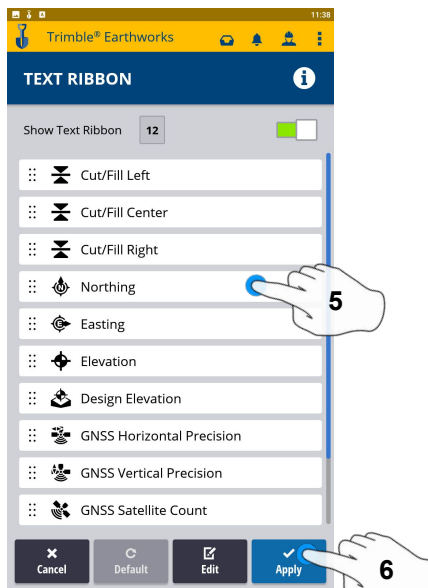 11:38
Trimble® Earthworks
TEXT RIBBON
Show Text Ribbon 12
Cut/Fill Left
Cut/Fill Center
Cut/Fill Right
Northing
5
Easting
Elevation
Design Elevation
GNSS Horizontal Precision
GNSS Vertical Precision
GNSS Satellite Count
Cancel Default Edit Apply
6